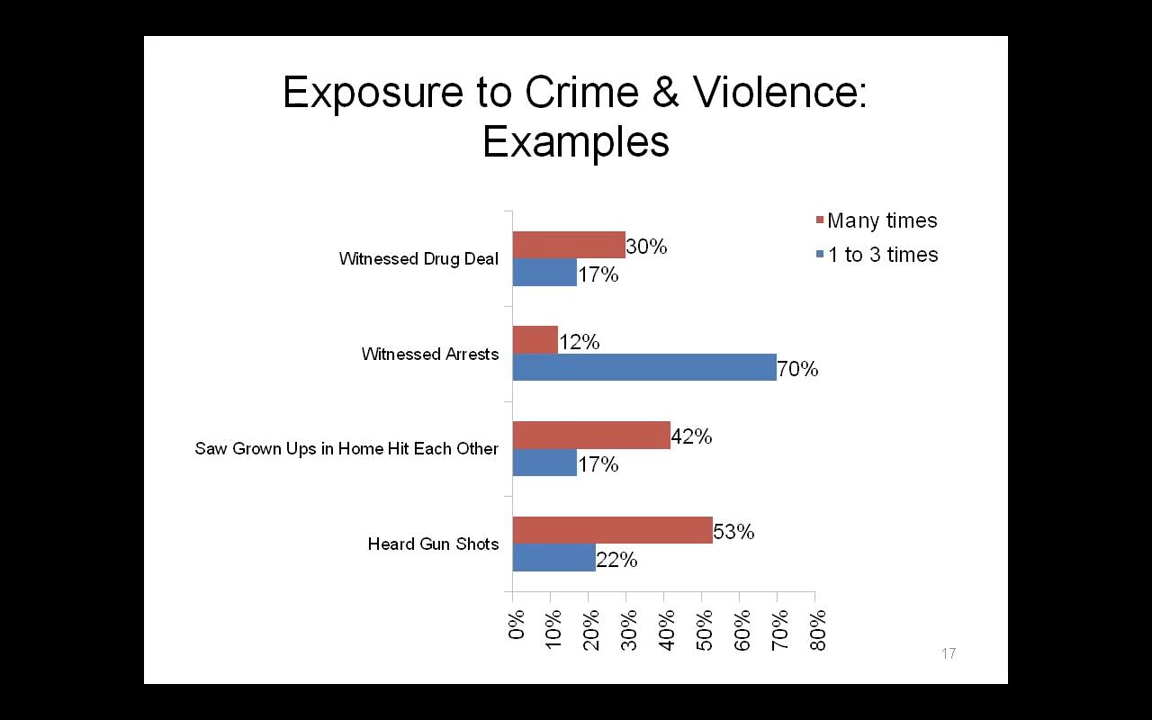 Exposure to Crime & Violence:
Examples
Many times
1 to 3 times
Witnessed Drug Deal
30%
17%
Witnessed Arrests
12%
70%
Saw Grown Ups in Home Hit Each Other
42%
17%
Heard Gun Shots
53%
22%
0%
10%
20%
30%
40%
50%
60%
70%
80%
17